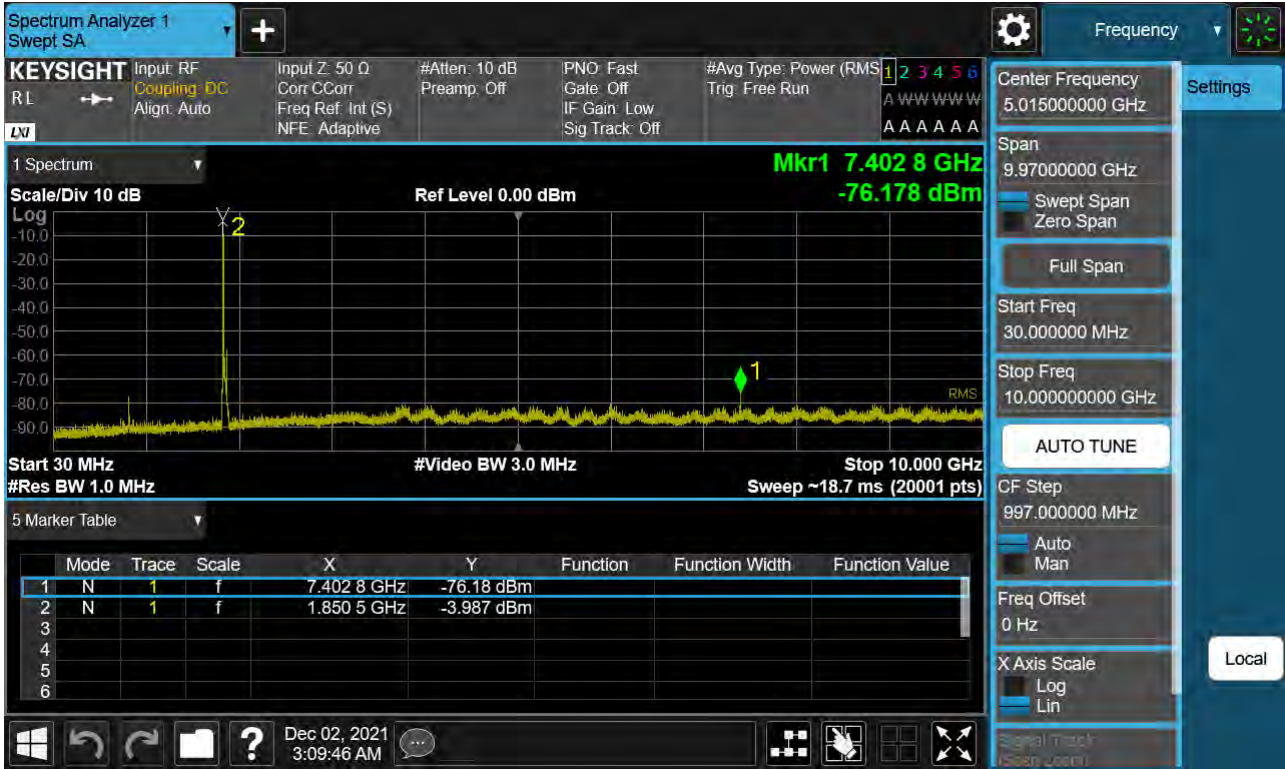 Spectrum Analyzer 1
Swept SA
+
Frequency
KEYSIGHT
R L
LXI
Input: RF
Coupling: DC
Align: Auto
Input Z: 50 Ω
Corr CCorr
Freq Ref: Int (S)
NFE: Adaptive
#Atten: 10 dB
Preamp: Off
PNO: Fast
Gate: Off
IF Gain: Low
Sig Track: Off
#Avg Type: Power (RMS
Trig: Free Run
1 2 3 4 5 6
A W W W W W
A A A A A A
1 Spectrum
Mkr1 7.402 8 GHz
Scale/Div 10 dB
Ref Level 0.00 dBm
-76.178 dBm
Log
2
-10.0
-20.0
-30.0
-40.0
-50.0
-60.0
1
-70.0
RMS
-80.0
-90.0
Start 30 MHz
#Video BW 3.0 MHz
Stop 10.000 GHz
#Res BW 1.0 MHz
Sweep ~18.7 ms (20001 pts)
5 Marker Table
Mode Trace Scale X Y Function Function Width Function Value
1 N 1 f 7.402 8 GHz -76.18 dBm
2 N 1 f 1.850 5 GHz -3.987 dBm
3
4
5
6
?
Dec 02, 2021
3:09:46 AM
Center Frequency
5.015000000 GHz
Span
9.97000000 GHz
Swept Span
Zero Span
Full Span
Start Freq
30.000000 MHz
Stop Freq
10.000000000 GHz
AUTO TUNE
CF Step
997.000000 MHz
Auto
Man
Freq Offset
0 Hz
X Axis Scale
Log
Lin
Signal Track
(Span Zoom)
Settings
Local